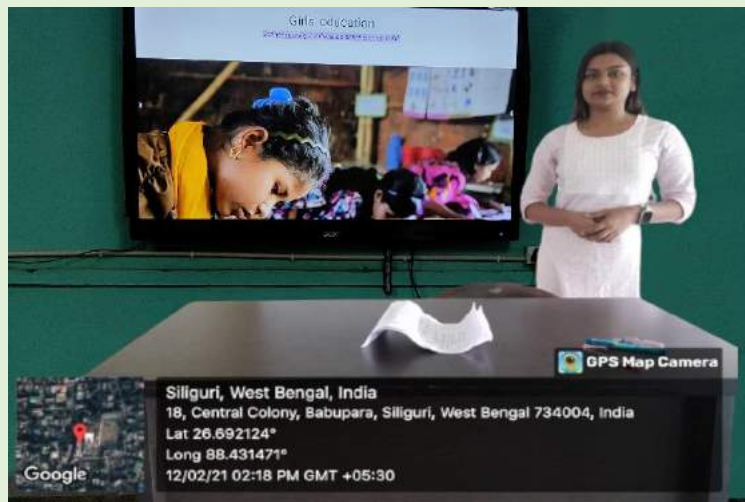 Girls education
acer
GPS Map Camera
Siliguri, West Bengal, India
18, Central Colony, Babupara, Siliguri, West Bengal 734004, India
Lat 26.692124°
Long 88.431471°
12/02/21 02:18 PM GMT +05:30
Google